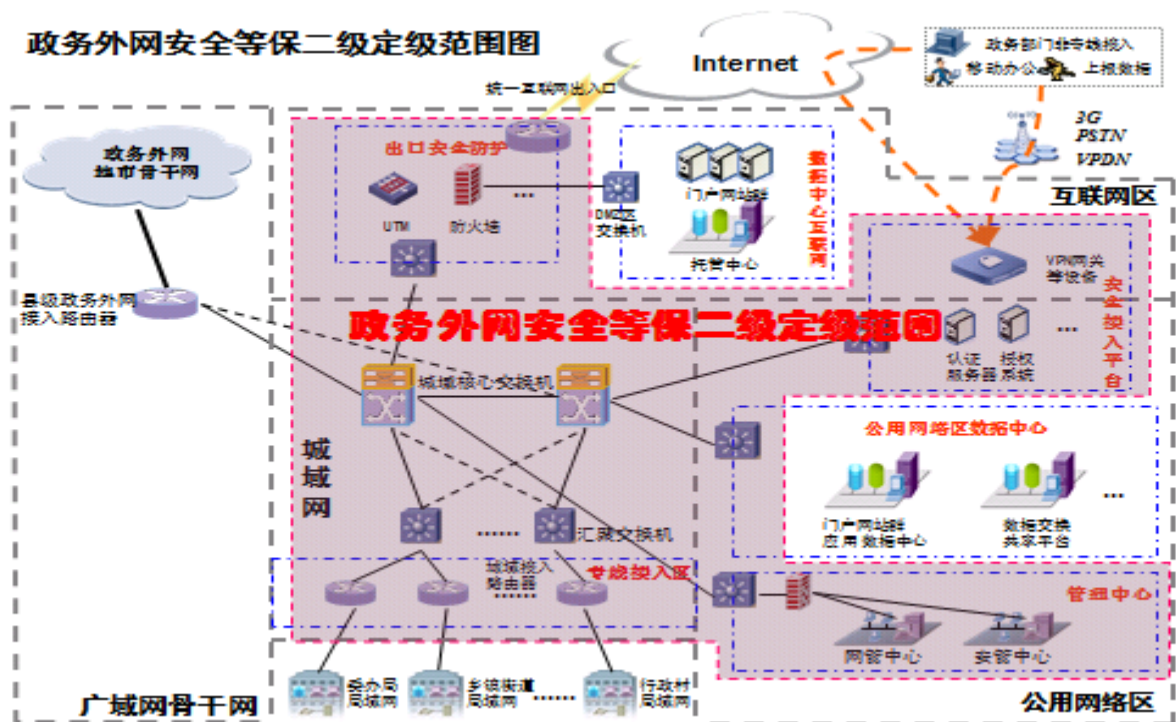 政务外网安全等保二级定级范围图
Internet
政务部门非专线接入
移动办公
上报数据
统一互联网出入口
3G
PSTN
VPDN
政务外网
地市骨干网
出口安全防护
UTM
防火墙
...
DMZ区
交换机
门户网站群
托管中心
数据中心互联网
互联网区
VPN网关
等设备
安全接入平台
认证
服务器
授权
系统
...
县级政务外网
接入路由器
政务外网安全等保二级定级范围
城域核心交换机
城域网
公用网络区数据中心
门户网站群
应用数据中心
数据交换
共享平台
...
......
汇聚交换机
城域接入
路由器
......
专线接入区
管理中心
网管中心
安管中心
委办局
局域网
乡镇街道
局域网
......
行政村
局域网
广域网骨干网
公用网络区